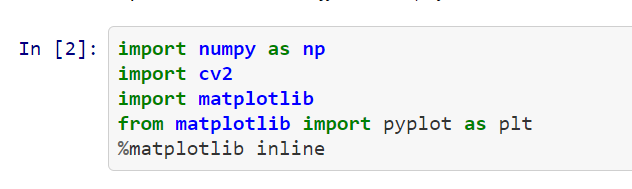 In [2]: import numpy as np
import cv2
import matplotlib
from matplotlib import pyplot as plt
%matplotlib inline